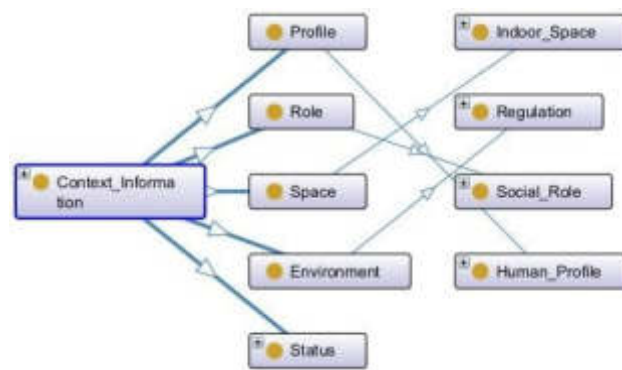 Profile
Indoor_Space
Role
Regulation
Context_Informa
tion
Space
Social_Role
Environment
Human_Profile
Status